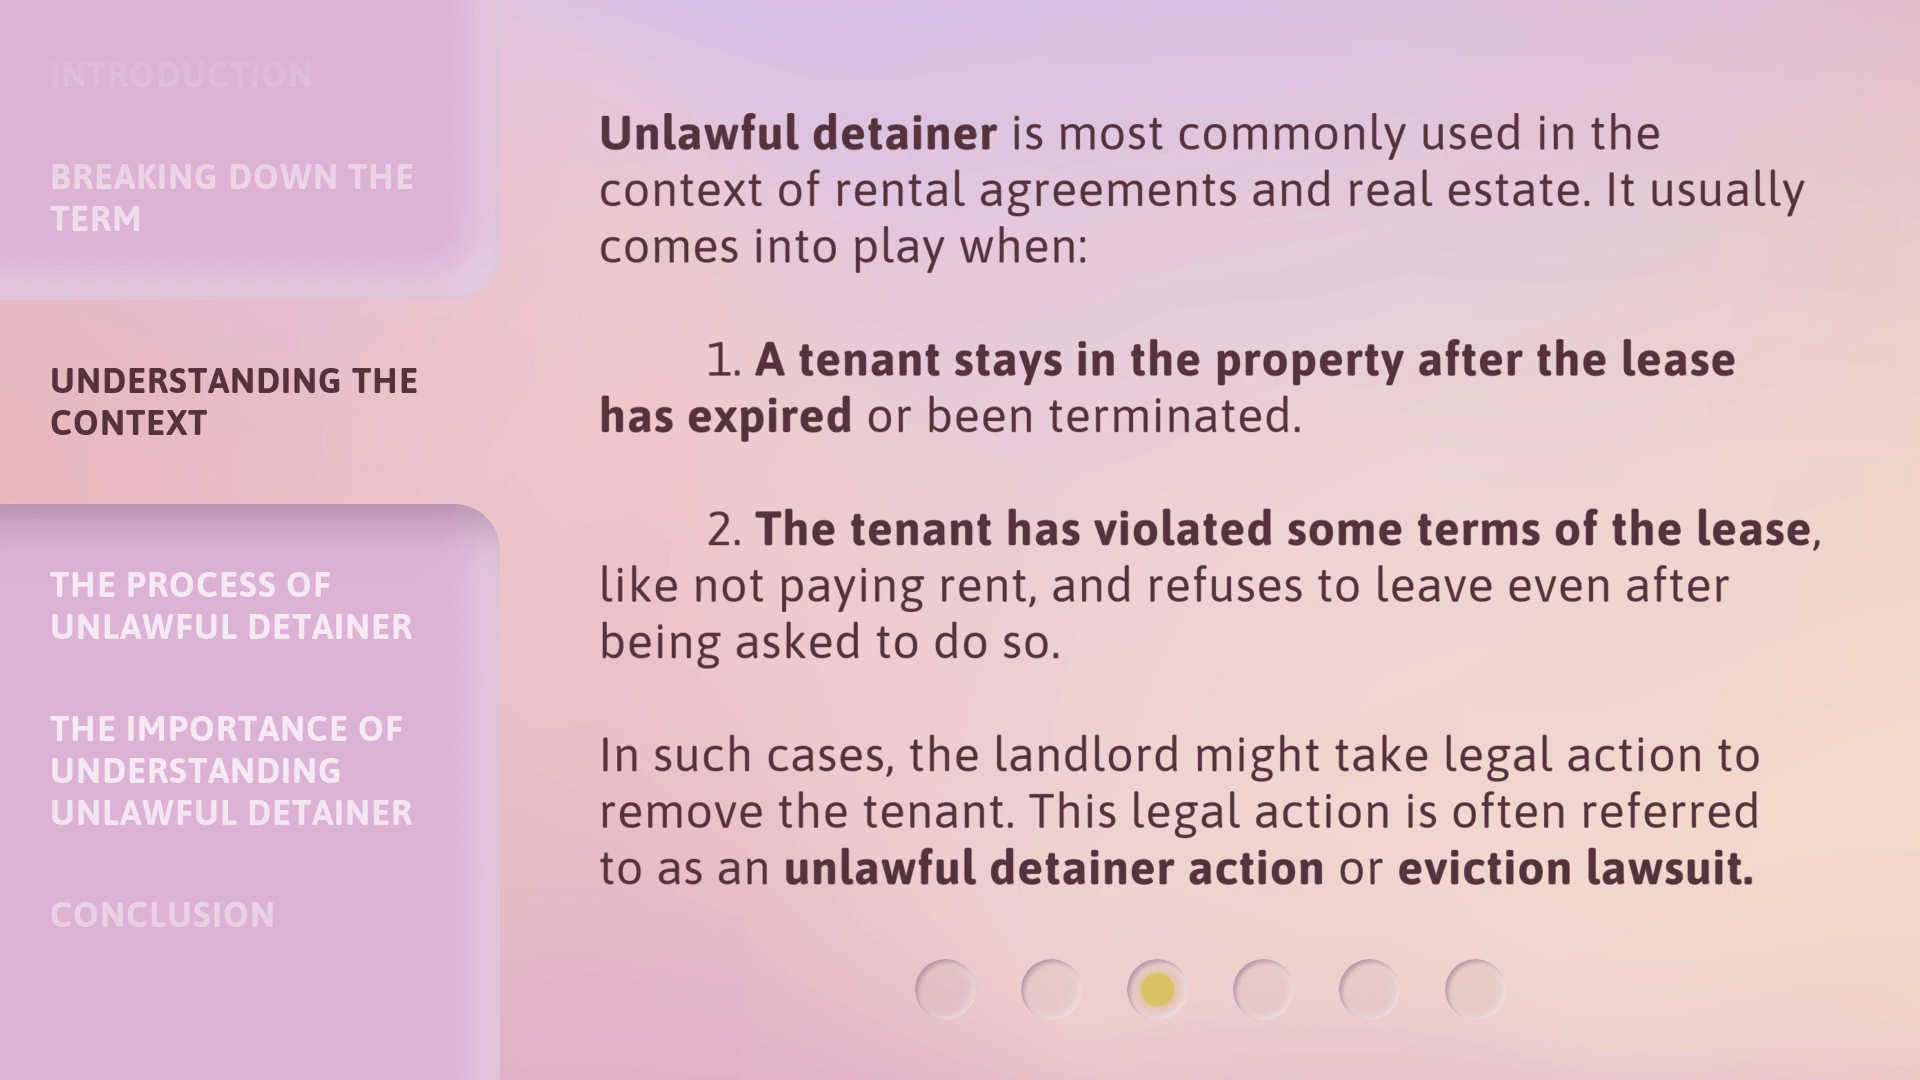 INTRODUCTION
BREAKING DOWN THE
TERM
UNDERSTANDING THE
CONTEXT
THE PROCESS OF
UNLAWFUL DETAINER
THE IMPORTANCE OF
UNDERSTANDING
UNLAWFUL DETAINER
CONCLUSION
Unlawful detainer is most commonly used in the
context of rental agreements and real estate. It usually
comes into play when:
1. A tenant stays in the property after the lease
has expired or been terminated.
2. The tenant has violated some terms of the lease,
like not paying rent, and refuses to leave even after
being asked to do so.
In such cases, the landlord might take legal action to
remove the tenant. This legal action is often referred
to as an unlawful detainer action or eviction lawsuit.